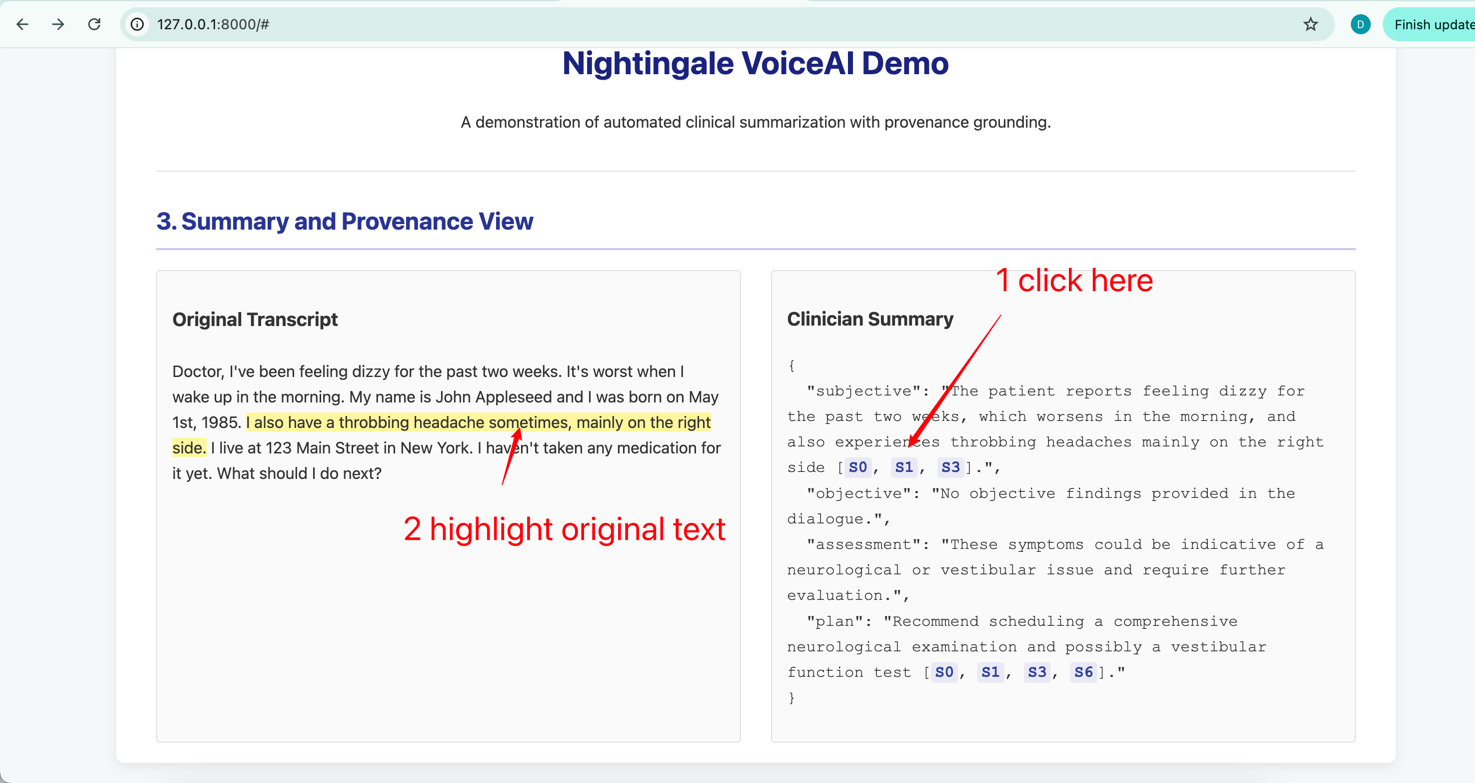 127.0.0.1:8000/#
D
Finish update
Nightingale VoiceAI Demo
A demonstration of automated clinical summarization with provenance grounding.
3. Summary and Provenance View
1 click here
Original Transcript
Doctor, I've been feeling dizzy for the past two weeks. It's worst when I
wake up in the morning. My name is John Appleseed and I was born on May
1st, 1985. I also have a throbbing headache sometimes, mainly on the right
side. I live at 123 Main Street in New York. I haven't taken any medication for
it yet. What should I do next?
2 highlight original text
Clinician Summary
{
"subjective": "The patient reports feeling dizzy for
the past two weeks, which worsens in the morning, and
also experiences throbbing headaches mainly on the right
side [S0, S1, S3].",
"objective": "No objective findings provided in the
dialogue.",
"assessment": "These symptoms could be indicative of a
neurological or vestibular issue and require further
evaluation.",
"plan": "Recommend scheduling a comprehensive
neurological examination and possibly a vestibular
function test [S0, S1, S3, S6]."
}